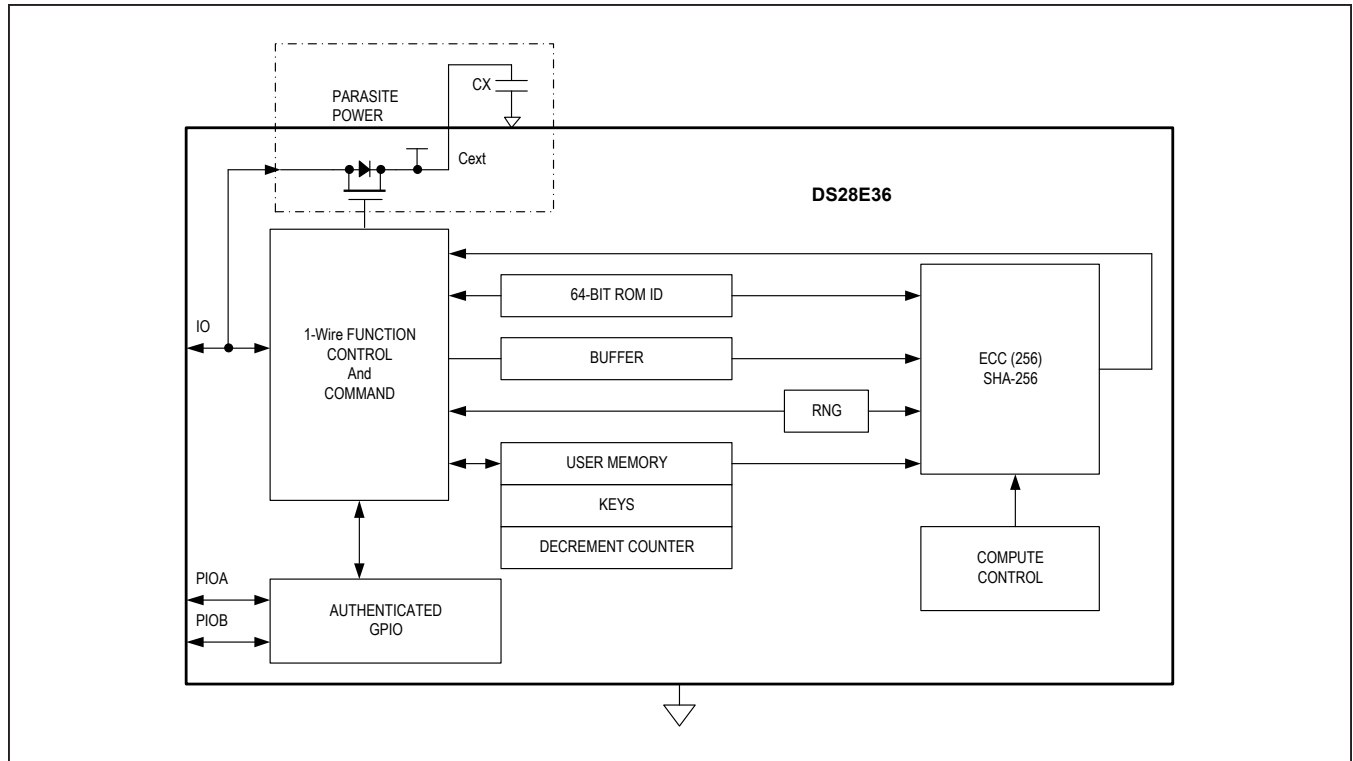 CX
PARASITE
POWER
Cext
DS28E36
64-BIT ROM ID
IO
1-Wire FUNCTION
CONTROL
And
COMMAND
BUFFER
ECC (256)
SHA-256
RNG
USER MEMORY
KEYS
DECREMENT COUNTER
COMPUTE
CONTROL
PIOA
PIOB
AUTHENTICATED
GPIO